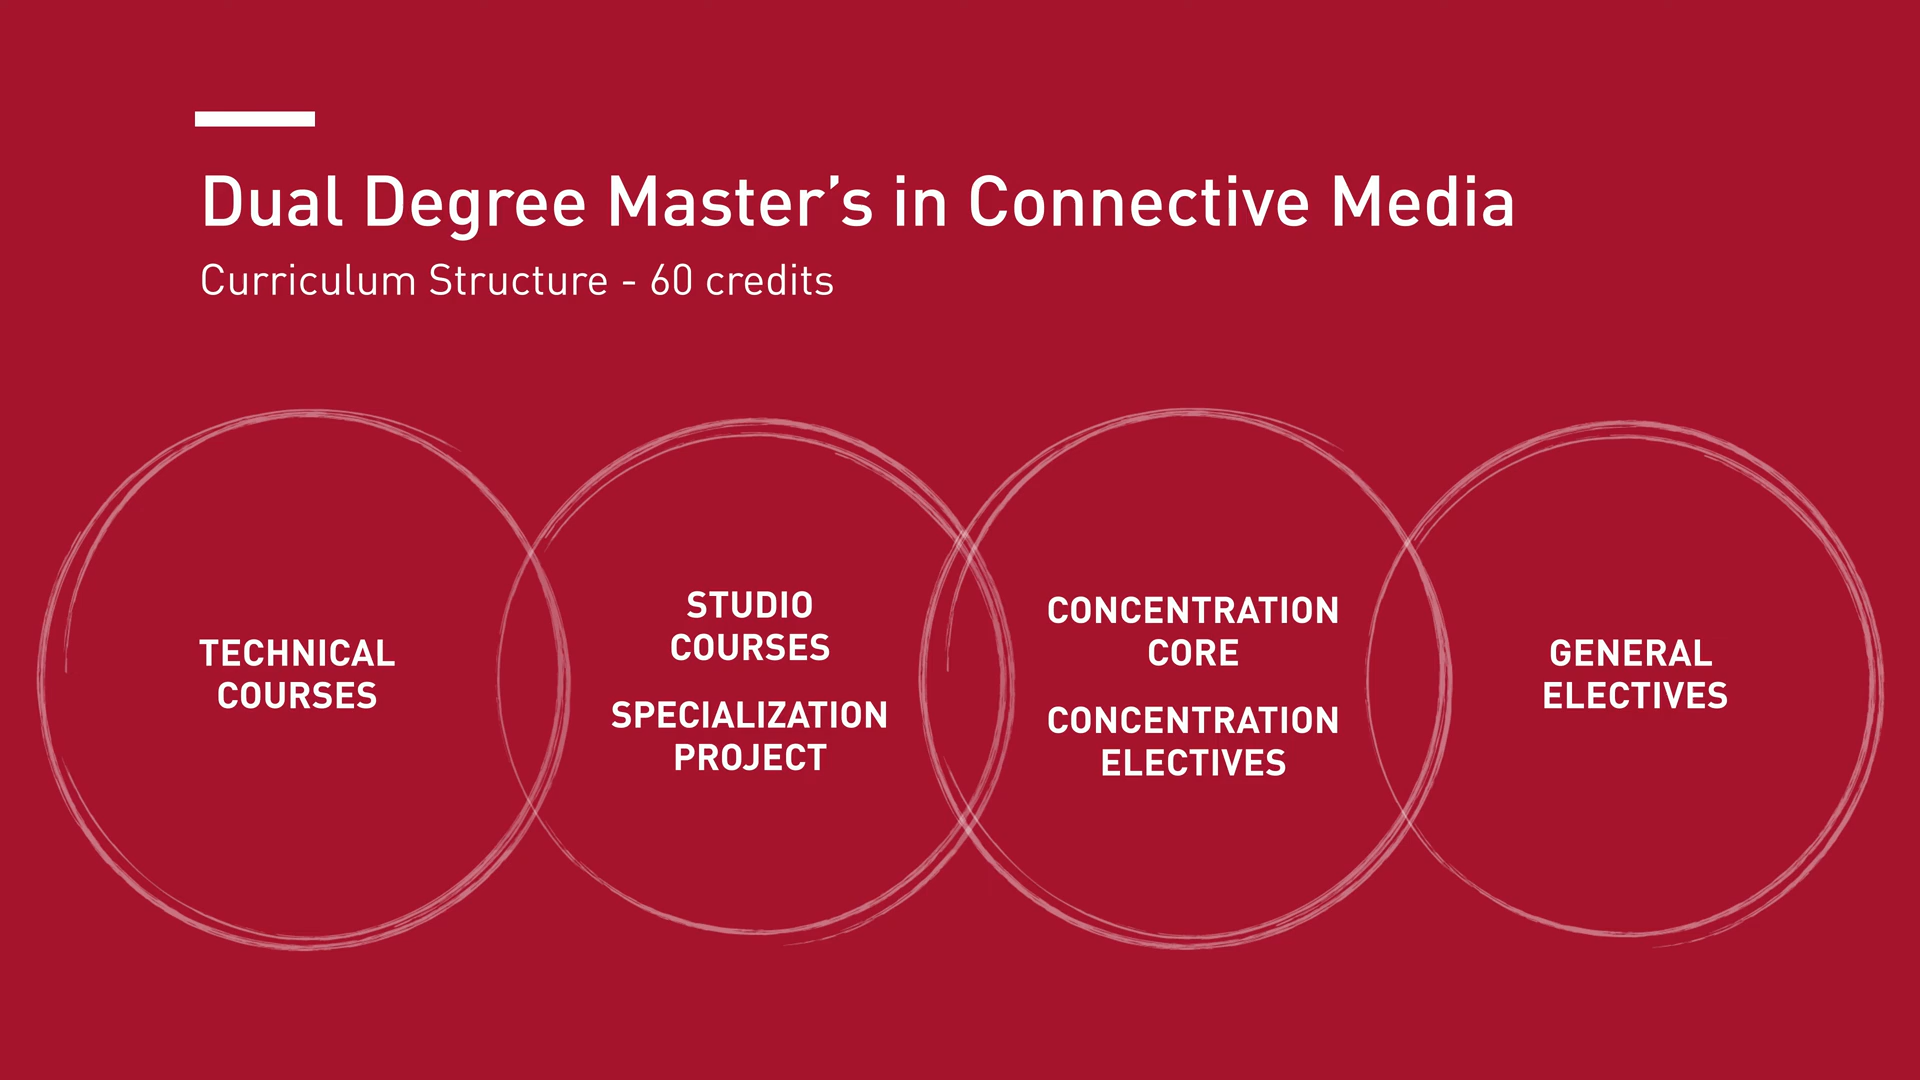 Dual Degree Master’s in Connective Media
Curriculum Structure - 60 credits
TECHNICAL
COURSES
STUDIO
COURSES
SPECIALIZATION
PROJECT
CONCENTRATION
CORE
CONCENTRATION
ELECTIVES
GENERAL
ELECTIVES